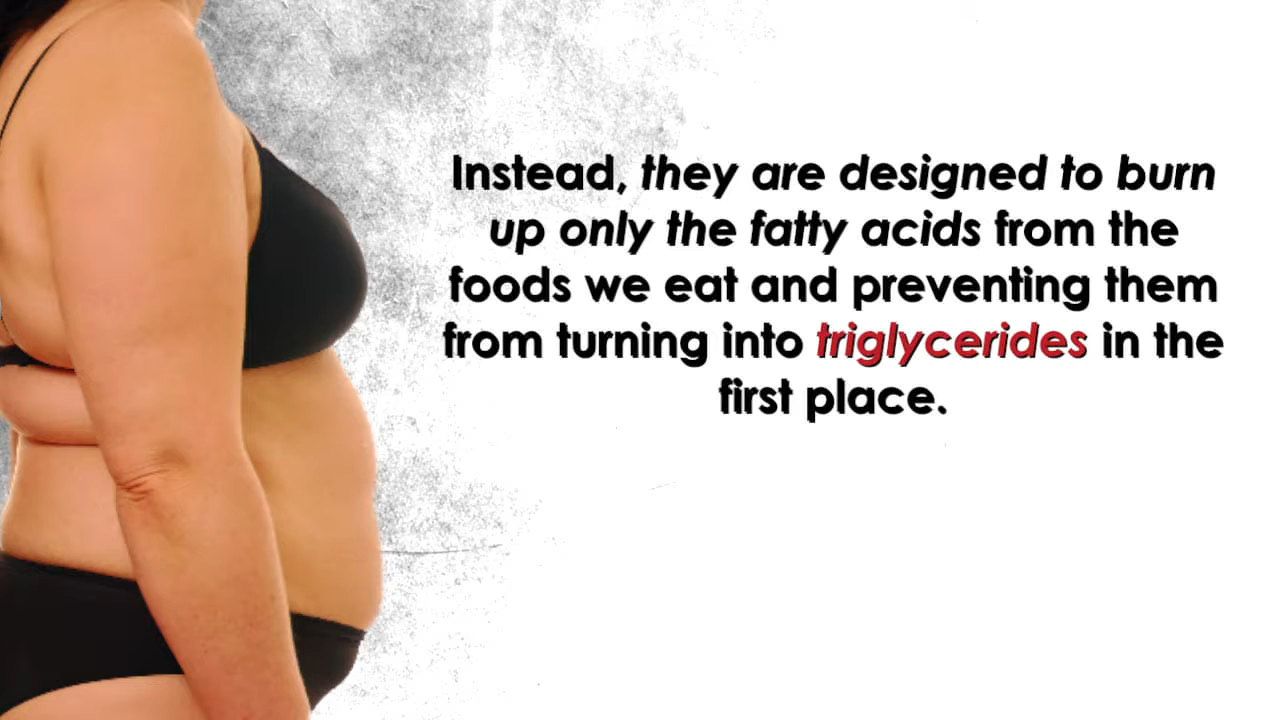 Instead, they are designed to burn
up only the fatty acids from the
foods we eat and preventing them
from turning into triglycerides in the
first place.